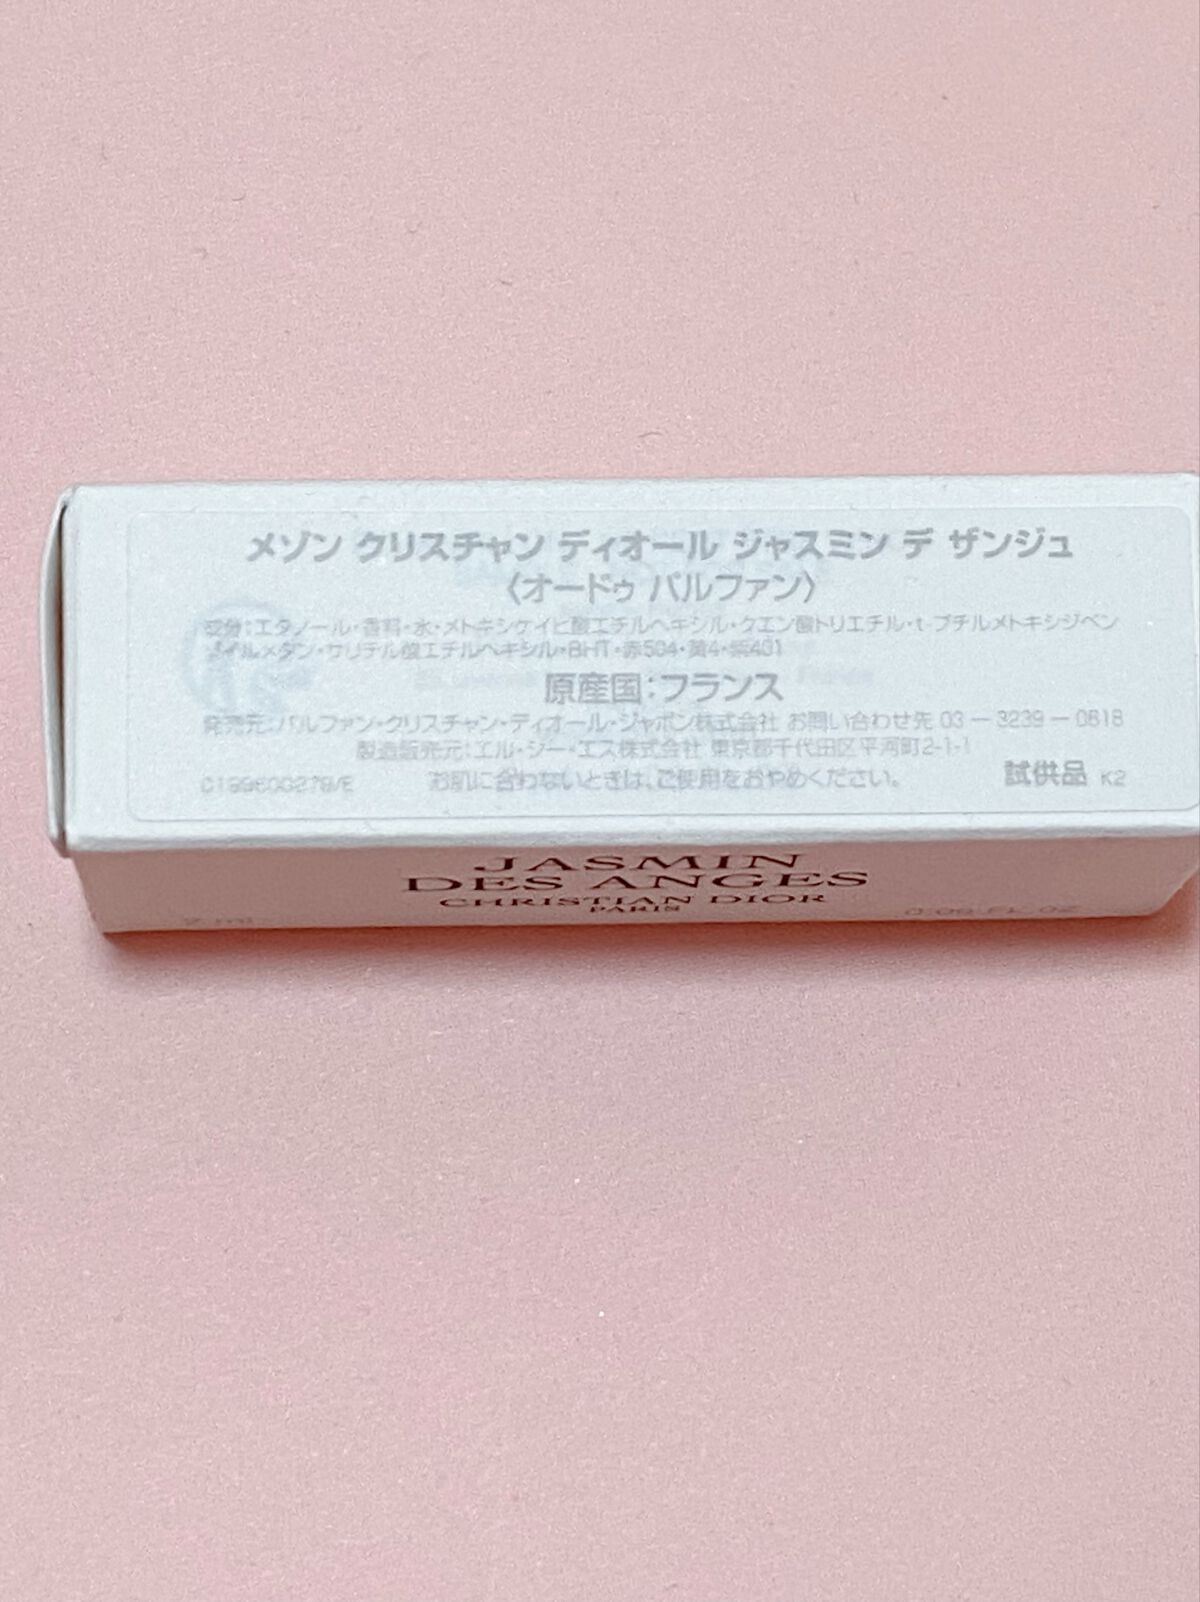 メゾン クリスチャン ディオール ジャスミン デ ザンジュ
〈オードゥ パルファン〉
成分：エタノール・香料・水・メトキシケイヒ酸エチルヘキシル・クエン酸トリエチル・t-ブチルメトキシジベン
ゾイルメタン・サリチル酸エチルヘキシル・BHT・赤504・黄4・紫401
原産国：フランス
発売元：パルファン・クリスチャン・ディオール・ジャポン株式会社 お問い合わせ先 03－3239－0618
製造販売元：エル・シー・エス株式会社 東京都千代田区平河町2-1-1
お肌に合わないときは、ご使用をおやめください。 試供品 K2
JASMIN
DES ANGES
CHRISTIAN DIOR
PARIS
2 ml